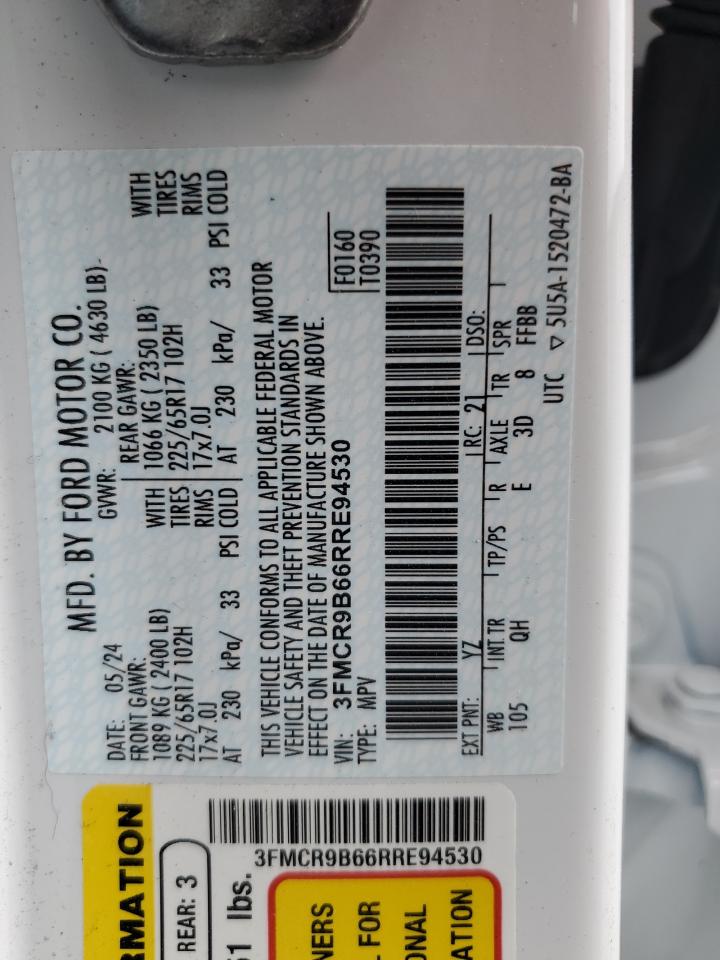 MFD. BY FORD MOTOR CO.
DATE: 05/24 GVWR: 2100 KG ( 4630 LB)
FRONT GAWR: REAR GAWR:
1089 KG ( 2400 LB) WITH 1066 KG ( 2350 LB) WITH
225/65R17 102H TIRES 225/65R17 102H TIRES
17x7.0J RIMS 17x7.0J RIMS
AT 230 kPa/ 33 PSI COLD AT 230 kPa/ 33 PSI COLD
THIS VEHICLE CONFORMS TO ALL APPLICABLE FEDERAL MOTOR
VEHICLE SAFETY AND THEFT PREVENTION STANDARDS IN
EFFECT ON THE DATE OF MANUFACTURE SHOWN ABOVE.
VIN: 3FMCR9B66RRE94530 F0160
TYPE: MPV T0390
EXT PNT: YZ RC: 21 DSO:
WB INT TR TP/PS R AXLE TR SPR
105 QH E 3D 8 FFBB
UTC ▽ 5U5A-1520472-BA
RMATION
REAR: 3
51 lbs.
3FMCR9B66RRE94530
NERS
L FOR
ONAL
ATION